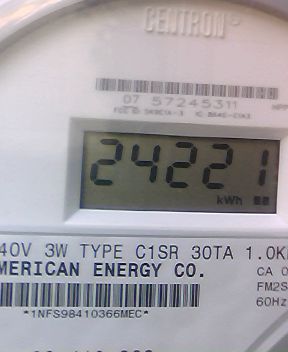 CENTRON
07 57245311
24221
kWh
40V 3W TYPE C1SR 30TA 1.0K
MERICAN ENERGY CO.
CA 0
FM2S
60Hz
*1NFS98410366MEC*